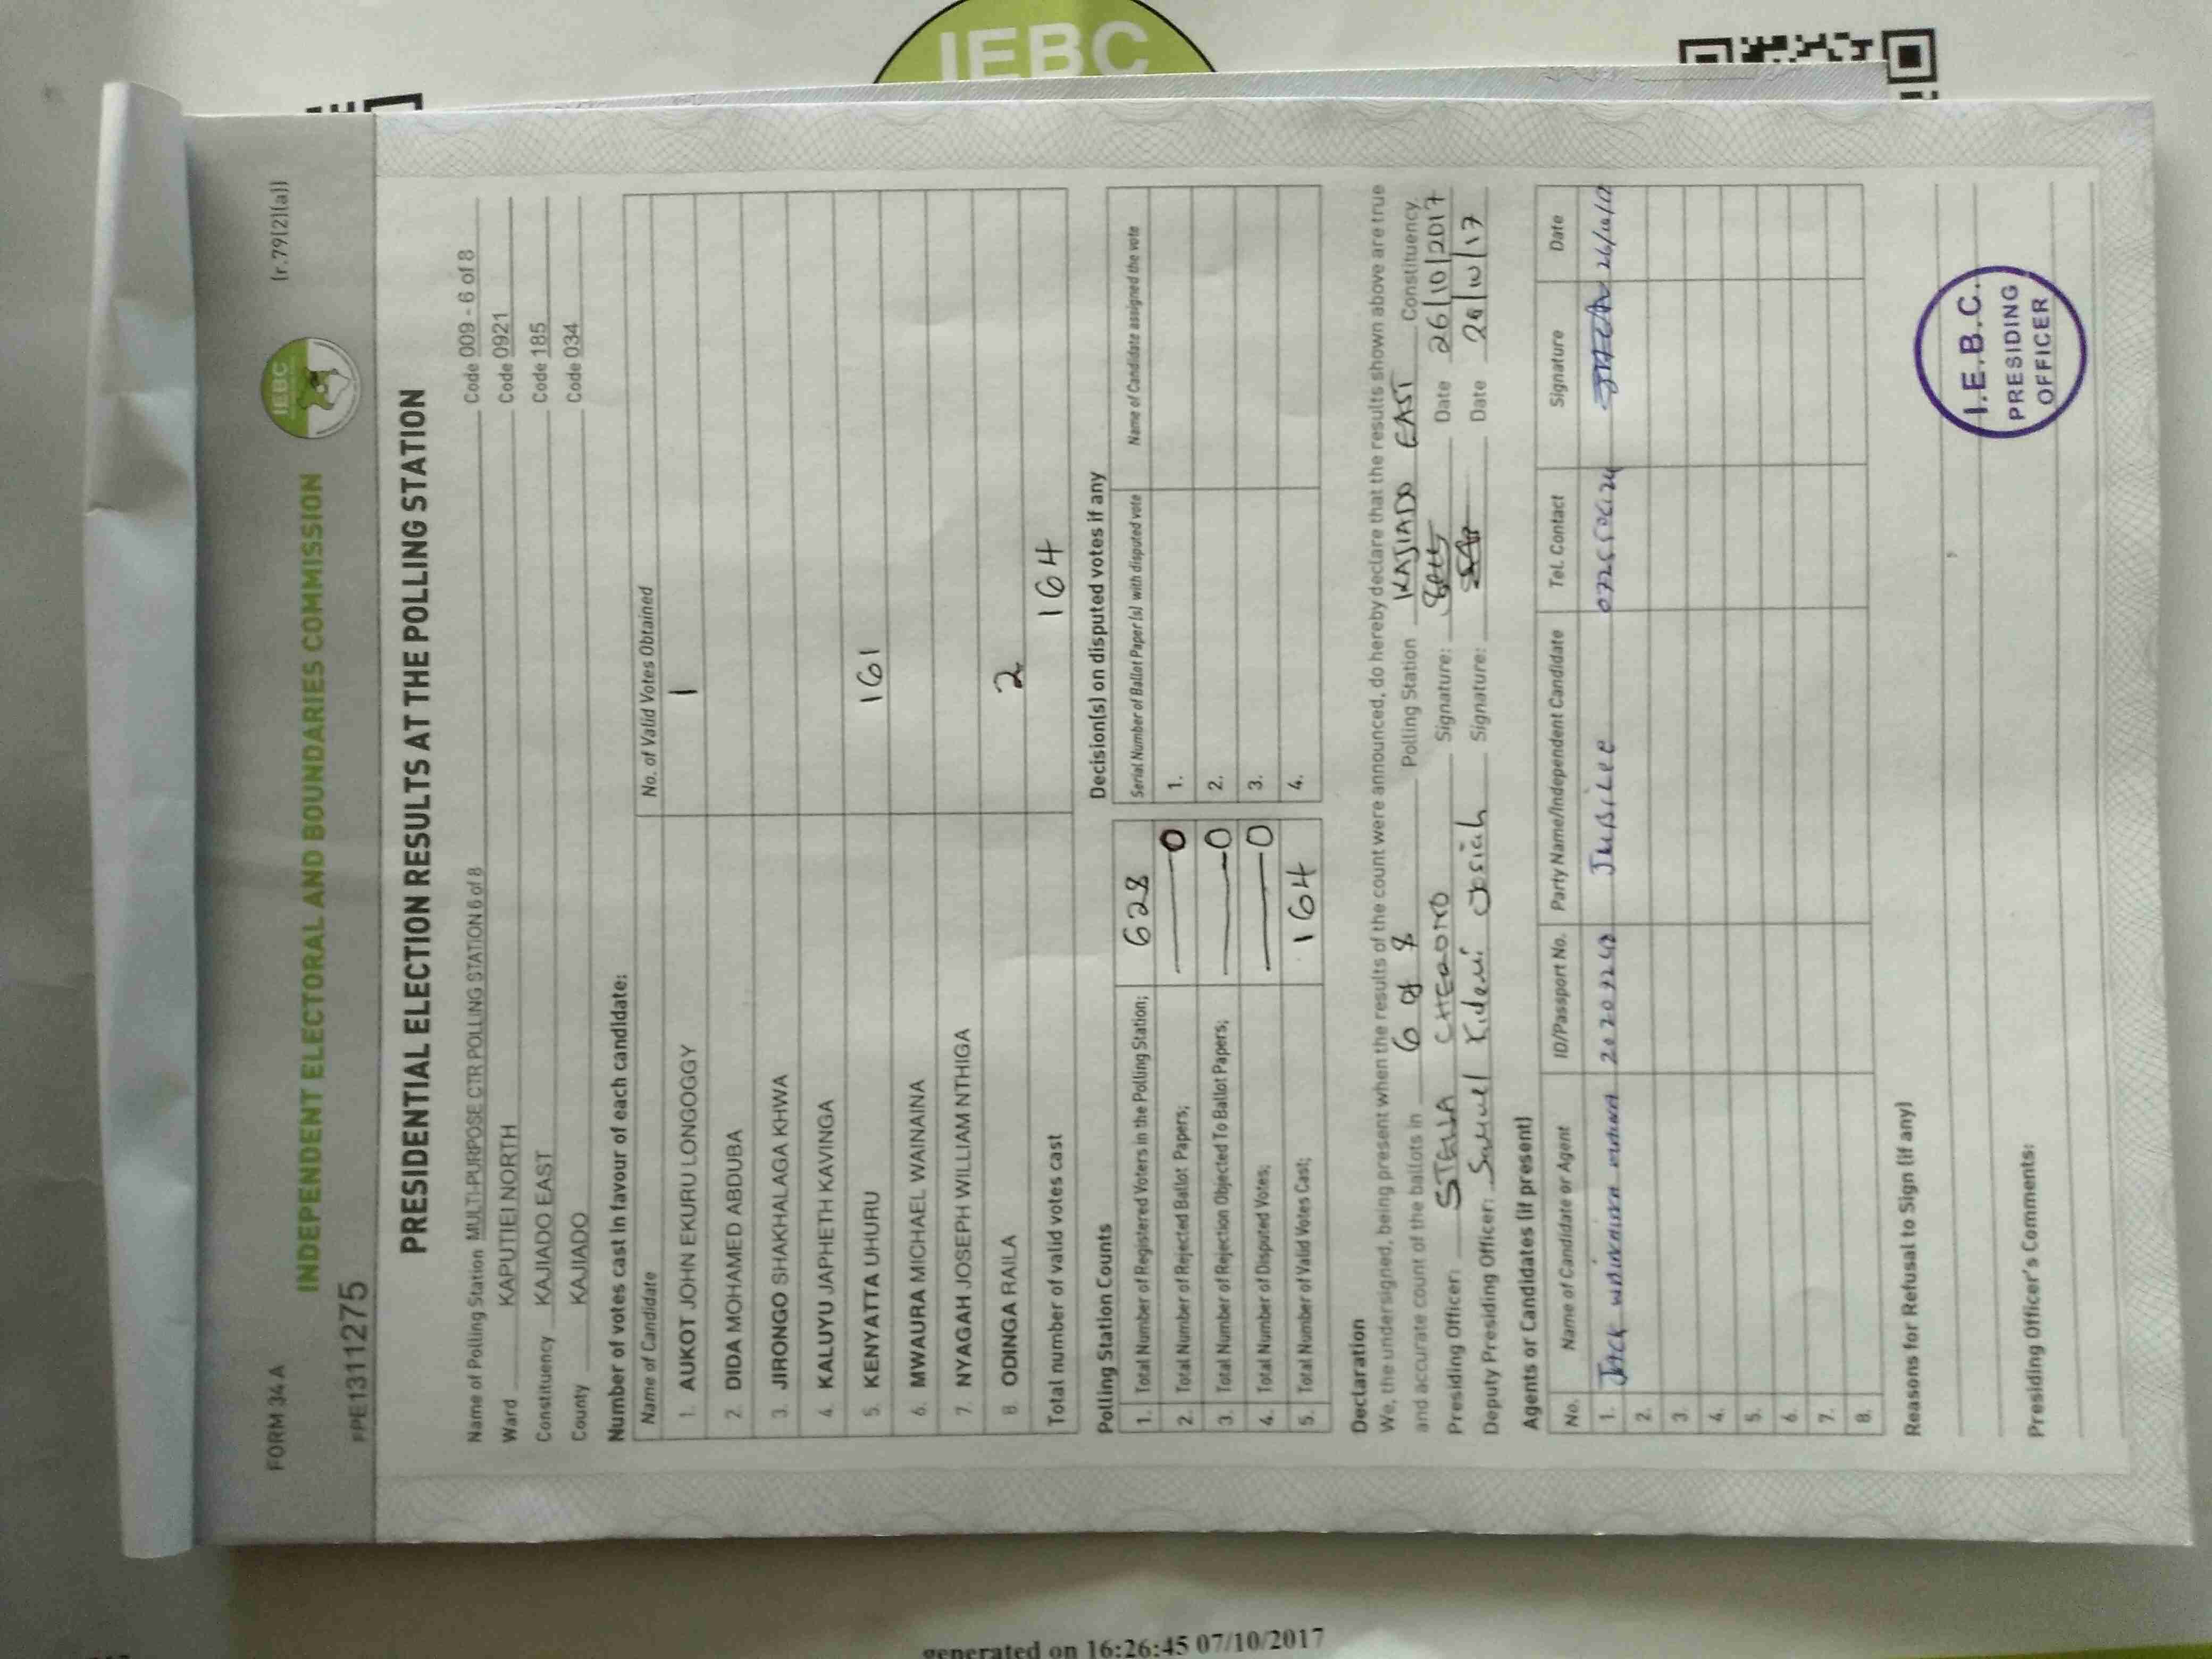 IEBC
FORM 34A
(r.79(2)(a))
INDEPENDENT ELECTORAL AND BOUNDARIES COMMISSION
IEBC
PPE1311275
PRESIDENTIAL ELECTION RESULTS AT THE POLLING STATION
Name of Polling Station MULTI-PURPOSE CTR POLLING STATION 6 of 8 Code 009 - 6 of 8
Ward KAPUTIEI NORTH Code 0921
Constituency KAJIADO EAST Code 185
County KAJIADO Code 034
Number of votes cast in favour of each candidate:
Name of Candidate No. of Valid Votes Obtained
1. AUKOT JOHN EKURU LONGOGGY 1
2. DIDA MOHAMED ABDUBA
3. JIRONGO SHAKHALAGA KHWA
4. KALUYU JAPHETH KAVINGA
5. KENYATTA UHURU 161
6. MWAURA MICHAEL WAINAINA
7. NYAGAH JOSEPH WILLIAM NTHIGA
8. ODINGA RAILA 2
Total number of valid votes cast 164
Polling Station Counts
1. Total Number of Registered Voters in the Polling Station; 628
2. Total Number of Rejected Ballot Papers; 0
3. Total Number of Rejection Objected To Ballot Papers; 0
4. Total Number of Disputed Votes; 0
5. Total Number of Valid Votes Cast; 164
Decision(s) on disputed votes if any
Serial Number of Ballot Paper (s) with disputed vote Name of Candidate assigned the vote
1.
2.
3.
4.
Declaration
We, the undersigned, being present when the results of the count were announced, do hereby declare that the results shown above are true
and accurate count of the ballots in 6 of 8 Polling Station KAJIADO EAST Constituency.
Presiding Officer: STELLA Signature: Date 26/10/2017
Deputy Presiding Officer: Samuel Josiah Signature: Date 26/10/17
Agents or Candidates (if present)
No. Name of Candidate or Agent ID/Passport No. Party Name/Independent Candidate Tel. Contact Signature Date
1. Jack Jubilee
2.
3.
4.
5.
6.
7.
8.
Reasons for Refusal to Sign (if any)
Presiding Officer's Comments:
I.E.B.C.
PRESIDING
OFFICER
generated on 16:26:45 07/10/2017